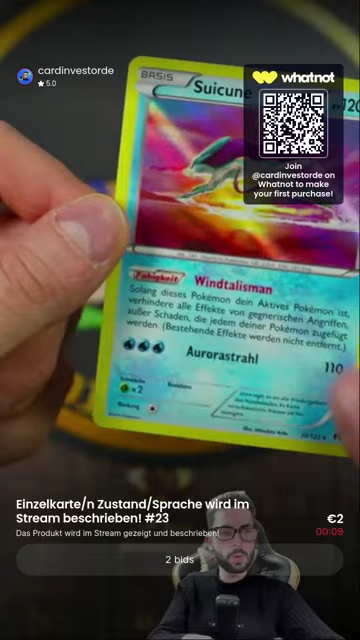 cardinvestorde
★ 5.0
whatnot
Join
@cardinvestorde on
Whatnot to make
your first purchase!
BASIS
Suicune
120
Fähigkeit
Windtalisman
Solang dieses Pokémon dein Aktives Pokémon ist,
verhindere alle Effekte von gegnerischen Angriffen,
außer Schaden, die jedem deiner Pokémon zugefügt
werden. (Bestehende Effekte werden nicht entfernt.)
Aurorastrahl
110
×2
Einzelkarte/n Zustand/Sprache wird im
Stream beschrieben! #23
€2
Das Produkt wird im Stream gezeigt und beschrieben!
00:09
2 bids